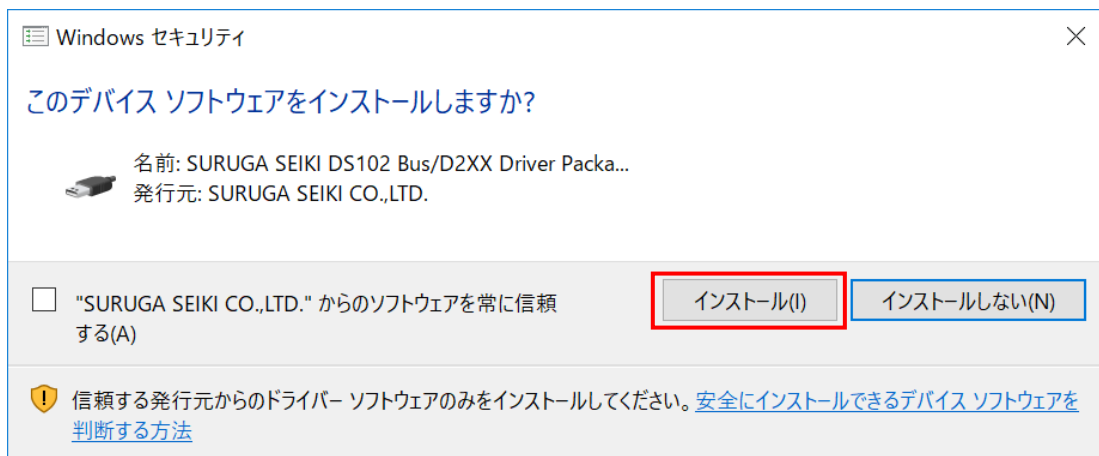 Windows セキュリティ
このデバイス ソフトウェアをインストールしますか?
名前: SURUGA SEIKI DS102 Bus/D2XX Driver Packa...
発行元: SURUGA SEIKI CO.,LTD.
"SURUGA SEIKI CO.,LTD." からのソフトウェアを常に信頼
する(A)
インストール(I)
インストールしない(N)
信頼する発行元からのドライバー ソフトウェアのみをインストールしてください。安全にインストールできるデバイス ソフトウェアを
判断する方法